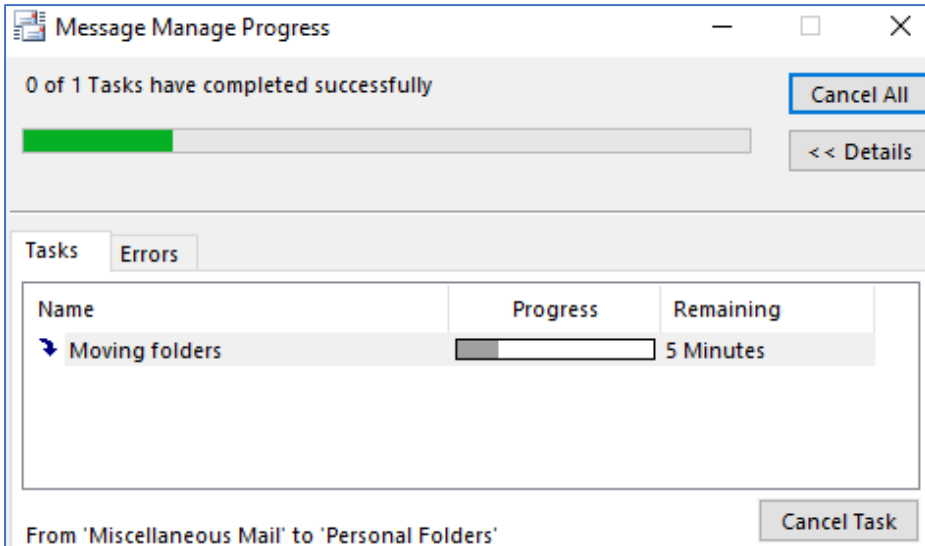 Message Manage Progress
0 of 1 Tasks have completed successfully
Cancel All
<< Details
Tasks Errors
Name Progress Remaining
Moving folders 5 Minutes
Cancel Task
From 'Miscellaneous Mail' to 'Personal Folders'